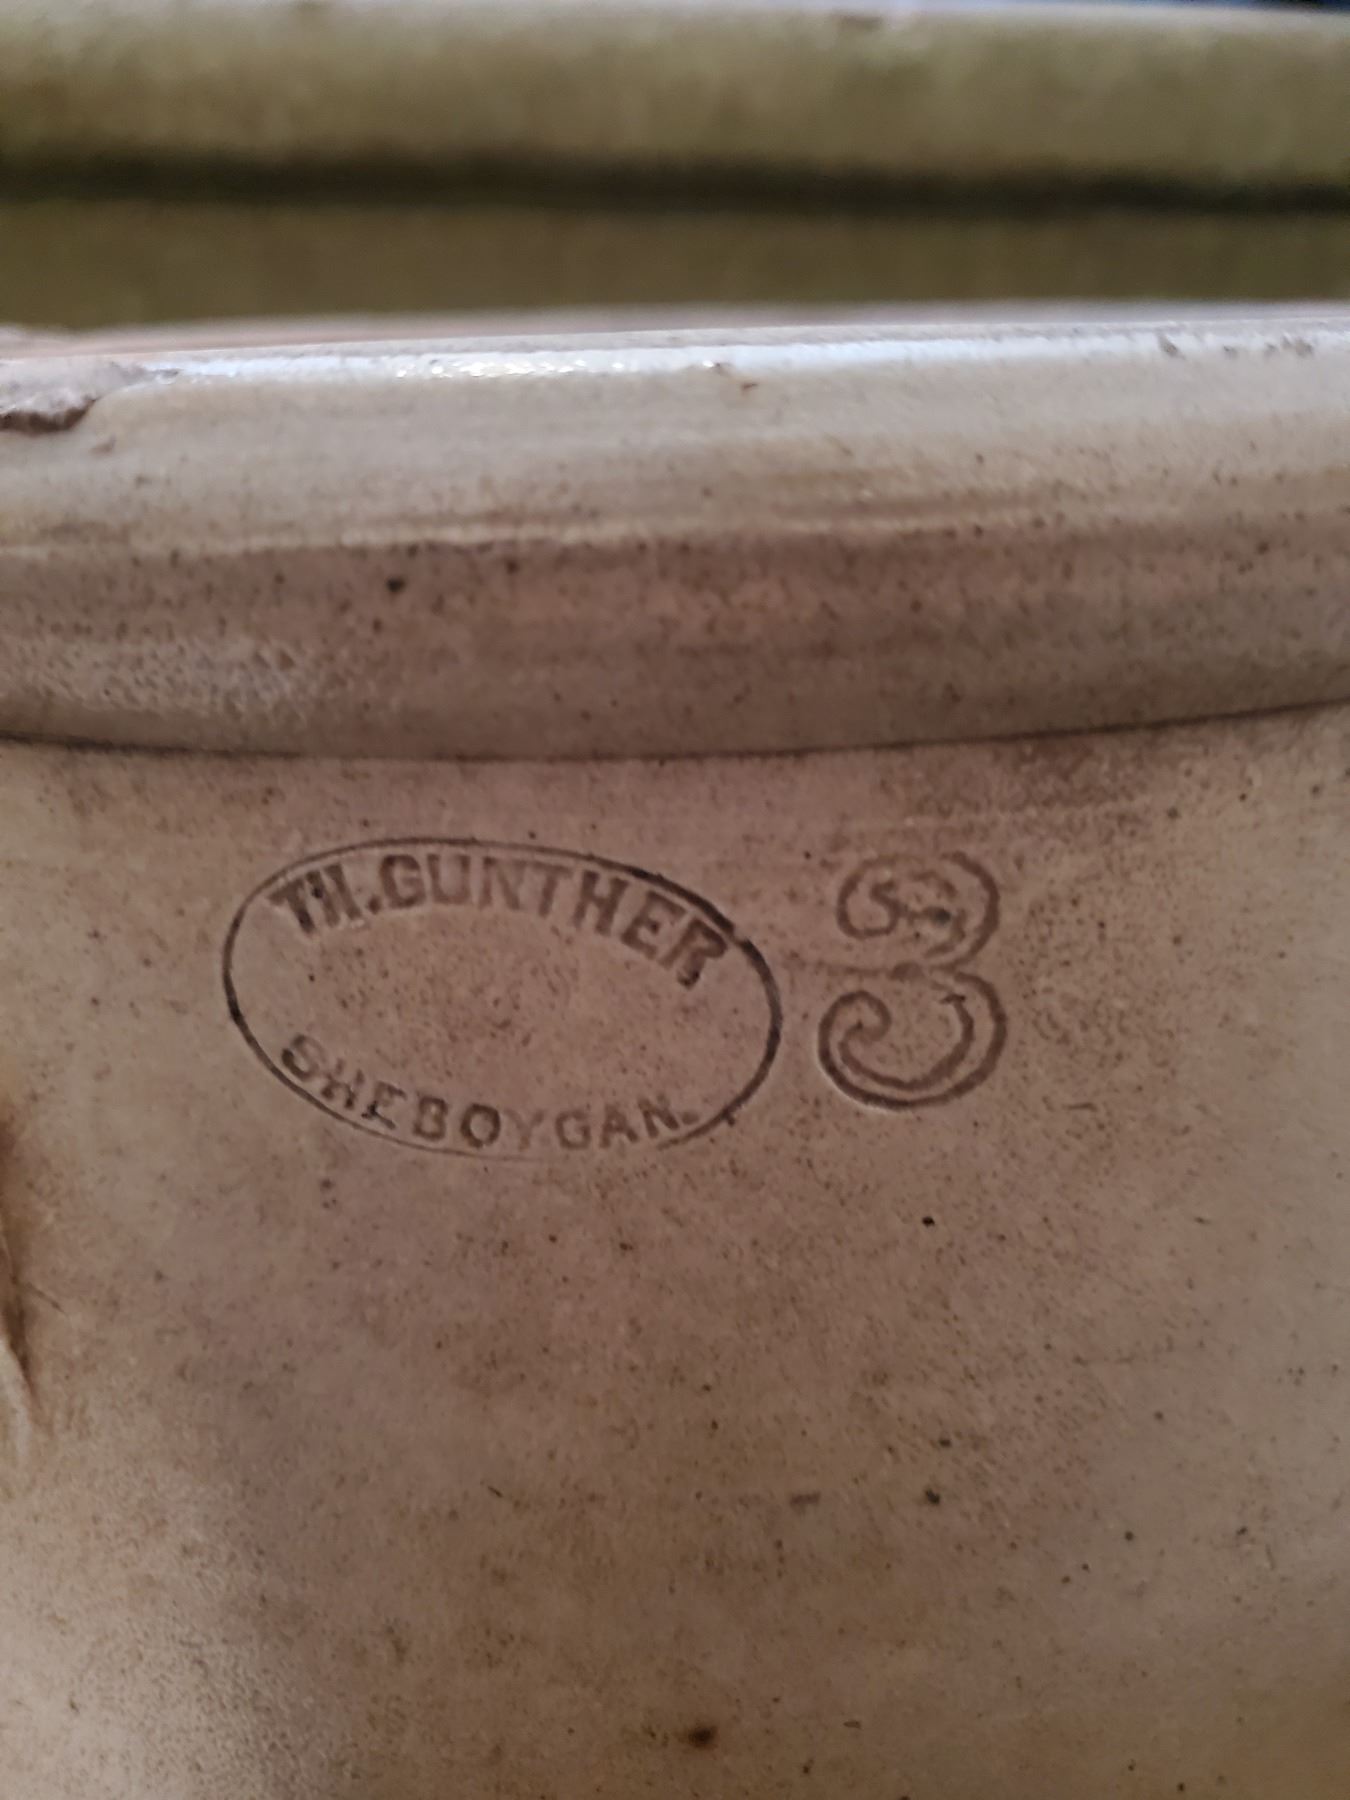 TH. GUNTHER
SHEBOYGAN.
3